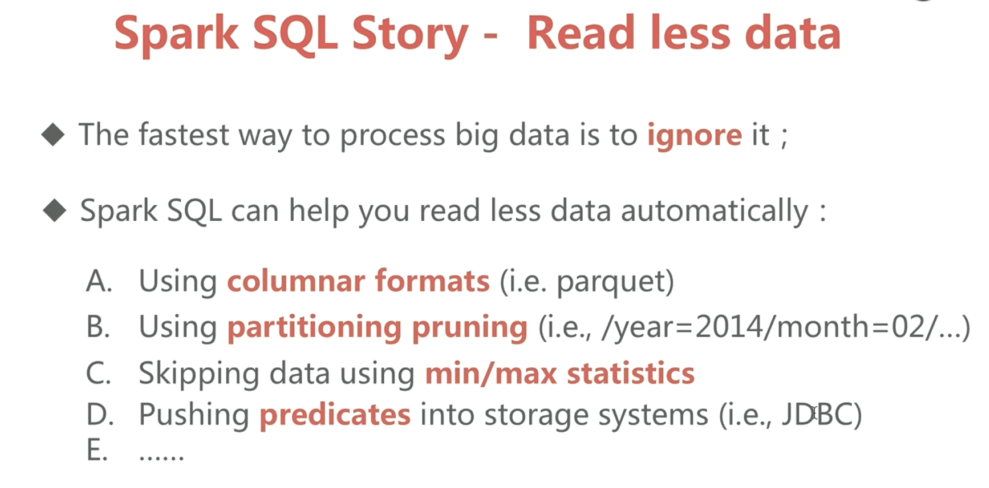 Spark SQL Story - Read less data
◆ The fastest way to process big data is to ignore it ;
◆ Spark SQL can help you read less data automatically :
A. Using columnar formats (i.e. parquet)
B. Using partitioning pruning (i.e., /year=2014/month=02/...)
C. Skipping data using min/max statistics
D. Pushing predicates into storage systems (i.e., JDBC)
E. ......